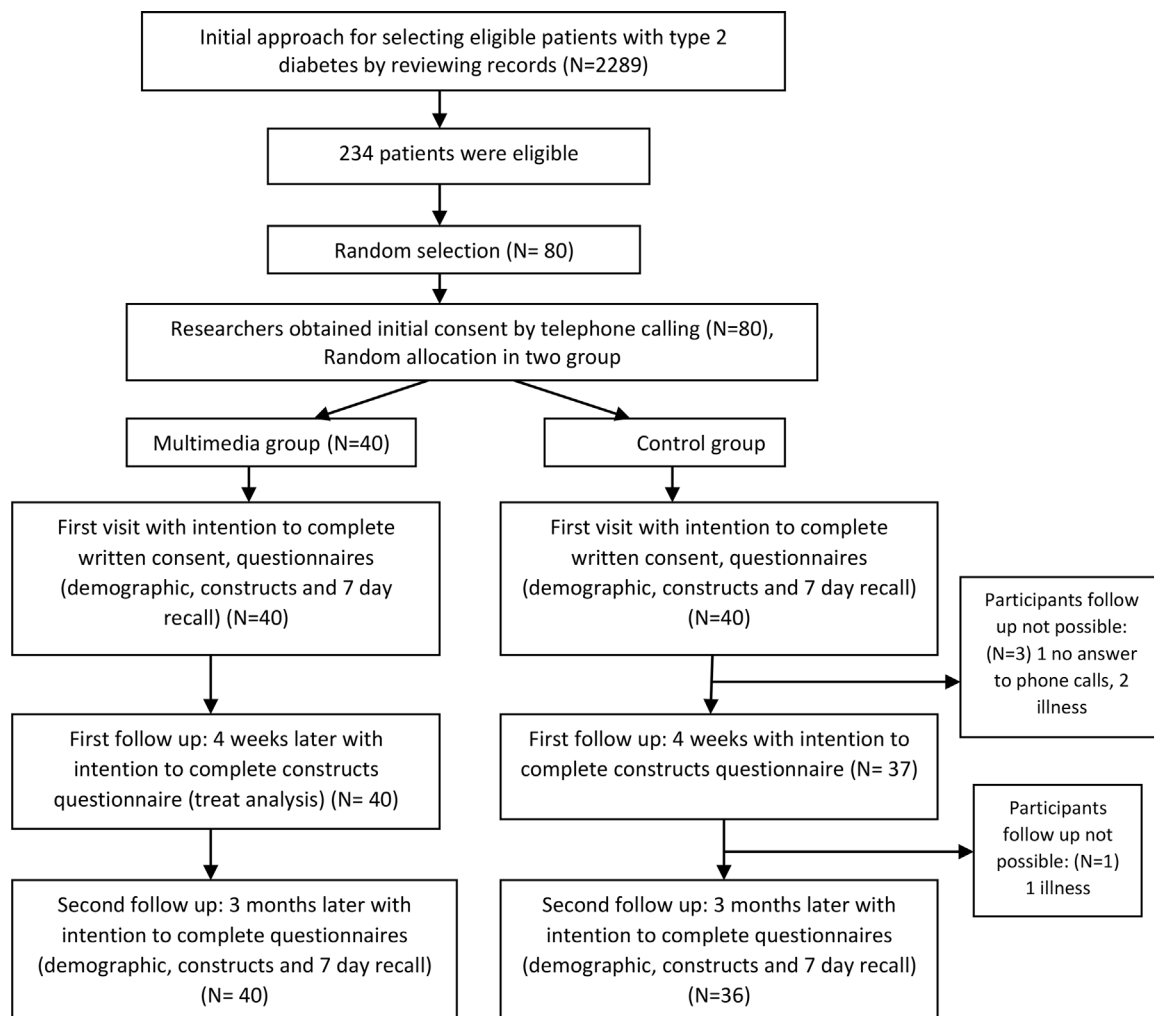 Initial approach for selecting eligible patients with type 2
diabetes by reviewing records (N=2289)
234 patients were eligible
Random selection (N= 80)
Researchers obtained initial consent by telephone calling (N=80),
Random allocation in two group
Multimedia group (N=40)
Control group
First visit with intention to complete
written consent, questionnaires
(demographic, constructs and 7 day
recall) (N=40)
First visit with intention to complete
written consent, questionnaires
(demographic, constructs and 7 day
recall) (N=40)
Participants follow
up not possible:
(N=3) 1 no answer
to phone calls, 2
illness
First follow up: 4 weeks later with
intention to complete constructs
questionnaire (treat analysis) (N= 40)
First follow up: 4 weeks with intention to
complete constructs questionnaire (N= 37)
Participants
follow up not
possible: (N=1)
1 illness
Second follow up: 3 months later with
intention to complete questionnaires
(demographic, constructs and 7 day recall)
(N= 40)
Second follow up: 3 months later with
intention to complete questionnaires
(demographic, constructs and 7 day recall)
(N=36)